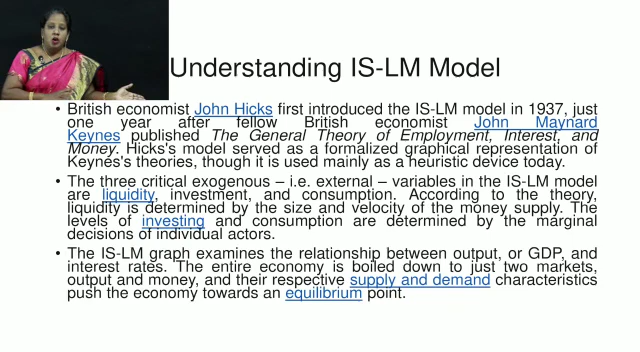 Understanding IS-LM Model
• British economist John Hicks first introduced the IS-LM model in 1937, just
one year after fellow British economist John Maynard
Keynes published The General Theory of Employment, Interest, and
Money. Hicks's model served as a formalized graphical representation of
Keynes's theories, though it is used mainly as a heuristic device today.
• The three critical exogenous – i.e. external – variables in the IS-LM model
are liquidity, investment, and consumption. According to the theory,
liquidity is determined by the size and velocity of the money supply. The
levels of investing and consumption are determined by the marginal
decisions of individual actors.
• The IS-LM graph examines the relationship between output, or GDP, and
interest rates. The entire economy is boiled down to just two markets,
output and money, and their respective supply and demand characteristics
push the economy towards an equilibrium point.